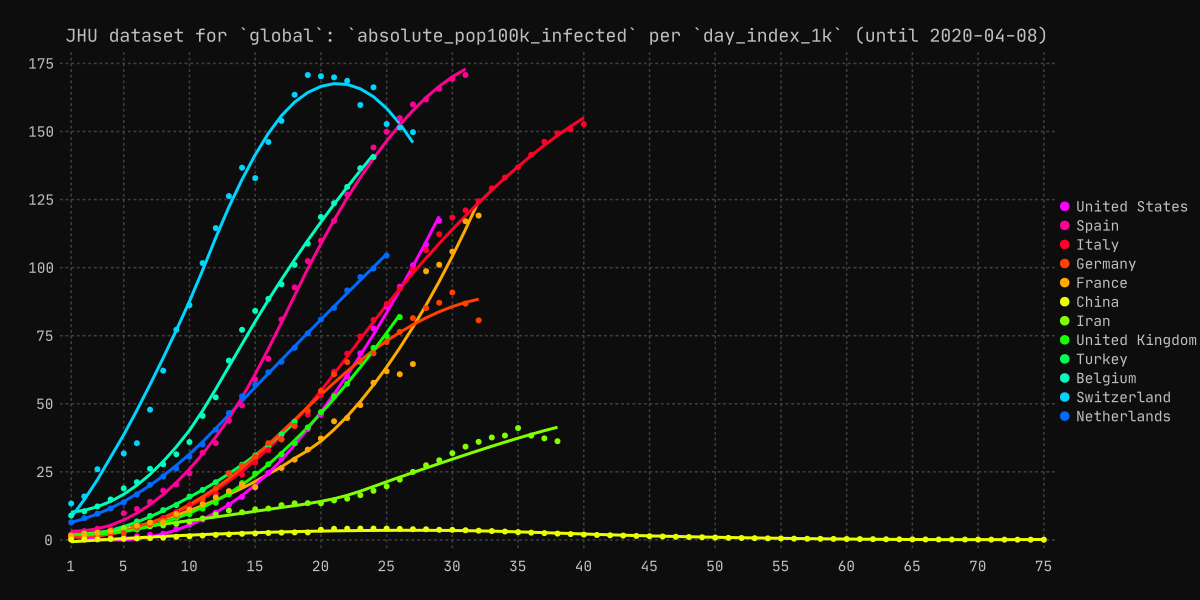 JHU dataset for `global`: `absolute_pop100k_infected` per `day_index_1k` (until 2020-04-08)
175
150
125
100
75
50
25
0
1 5 10 15 20 25 30 35 40 45 50 55 60 65 70 75
United States
Spain
Italy
Germany
France
China
Iran
United Kingdom
Turkey
Belgium
Switzerland
Netherlands